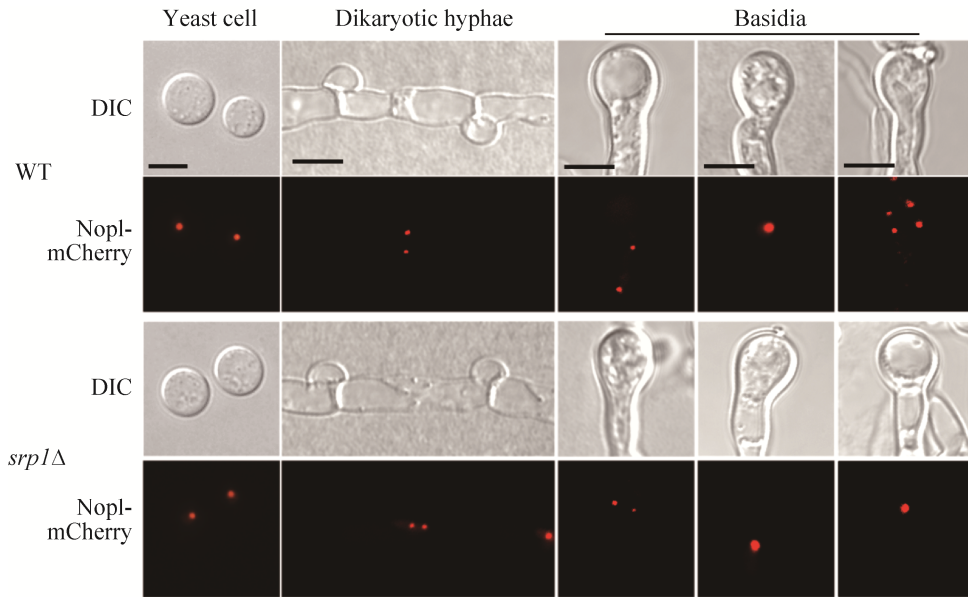 Yeast cell Dikaryotic hyphae Basidia
DIC
WT
Nopl-
mCherry
DIC
srp1Δ
Nopl-
mCherry